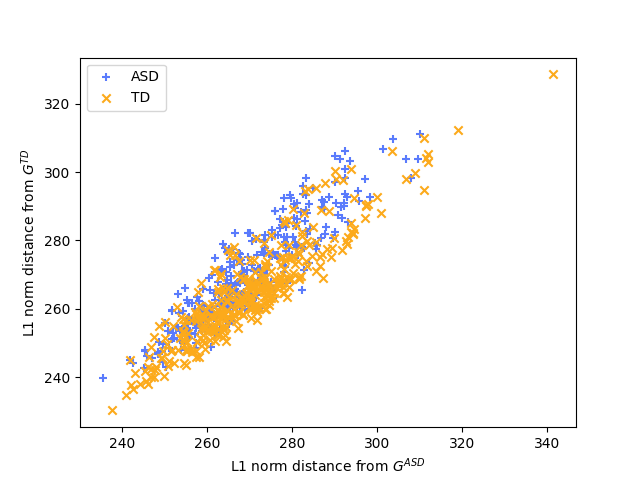 ASD
TD
320
300
280
260
240
L1 norm distance from G^{TD}
240
260
280
300
320
340
L1 norm distance from G^{ASD}